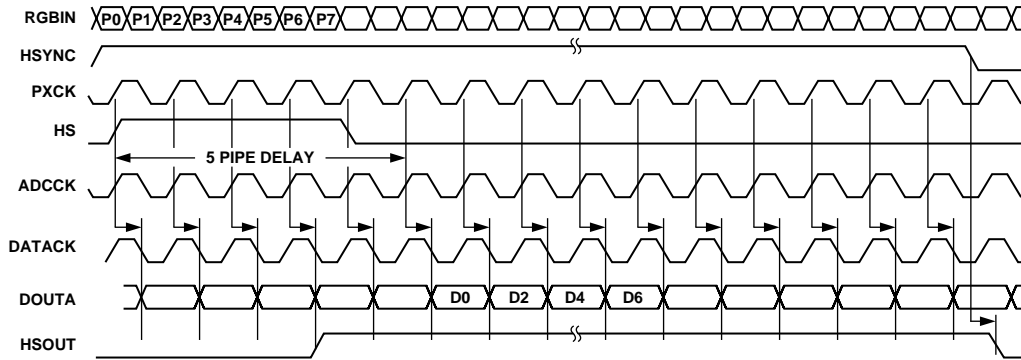 RGBIN P0 P1 P2 P3 P4 P5 P6 P7
HSYNC
PXCK
HS
5 PIPE DELAY
ADCCK
DATACK
DOUTA D0 D2 D4 D6
HSOUT